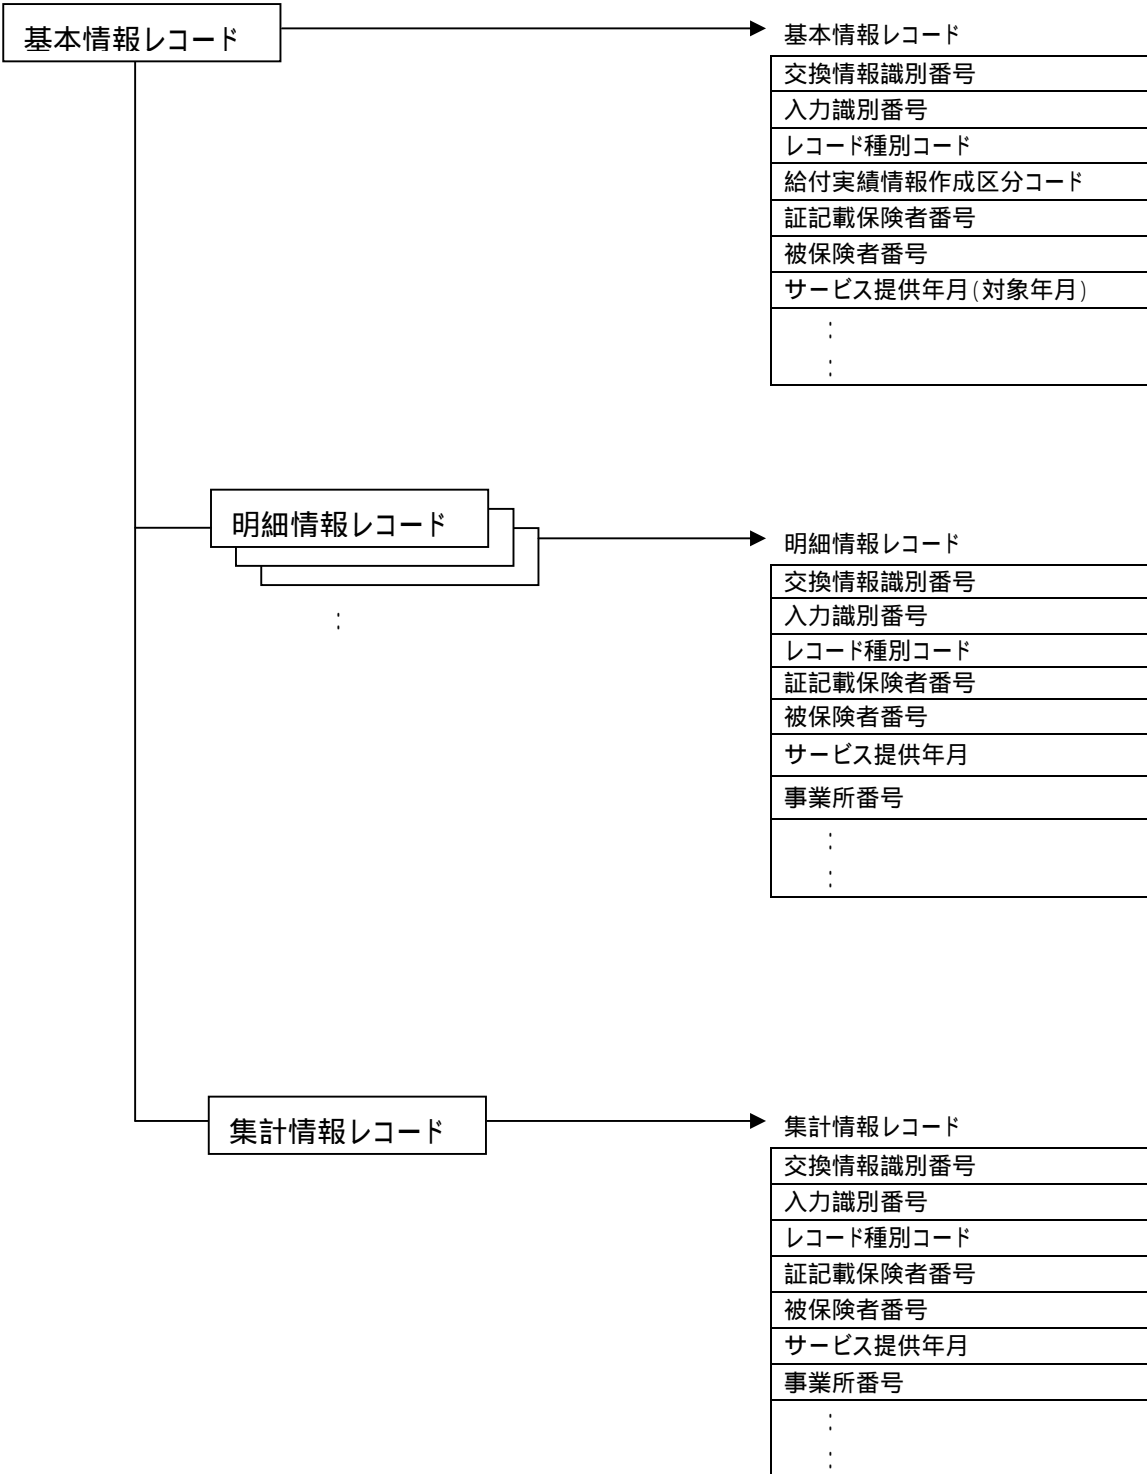 基本情報レコード
基本情報レコード
交換情報識別番号
入力識別番号
レコード種別コード
給付実績情報作成区分コード
証記載保険者番号
被保険者番号
サービス提供年月(対象年月)
:
:
明細情報レコード
:
明細情報レコード
交換情報識別番号
入力識別番号
レコード種別コード
証記載保険者番号
被保険者番号
サービス提供年月
事業所番号
:
:
集計情報レコード
集計情報レコード
交換情報識別番号
入力識別番号
レコード種別コード
証記載保険者番号
被保険者番号
サービス提供年月
事業所番号
:
: